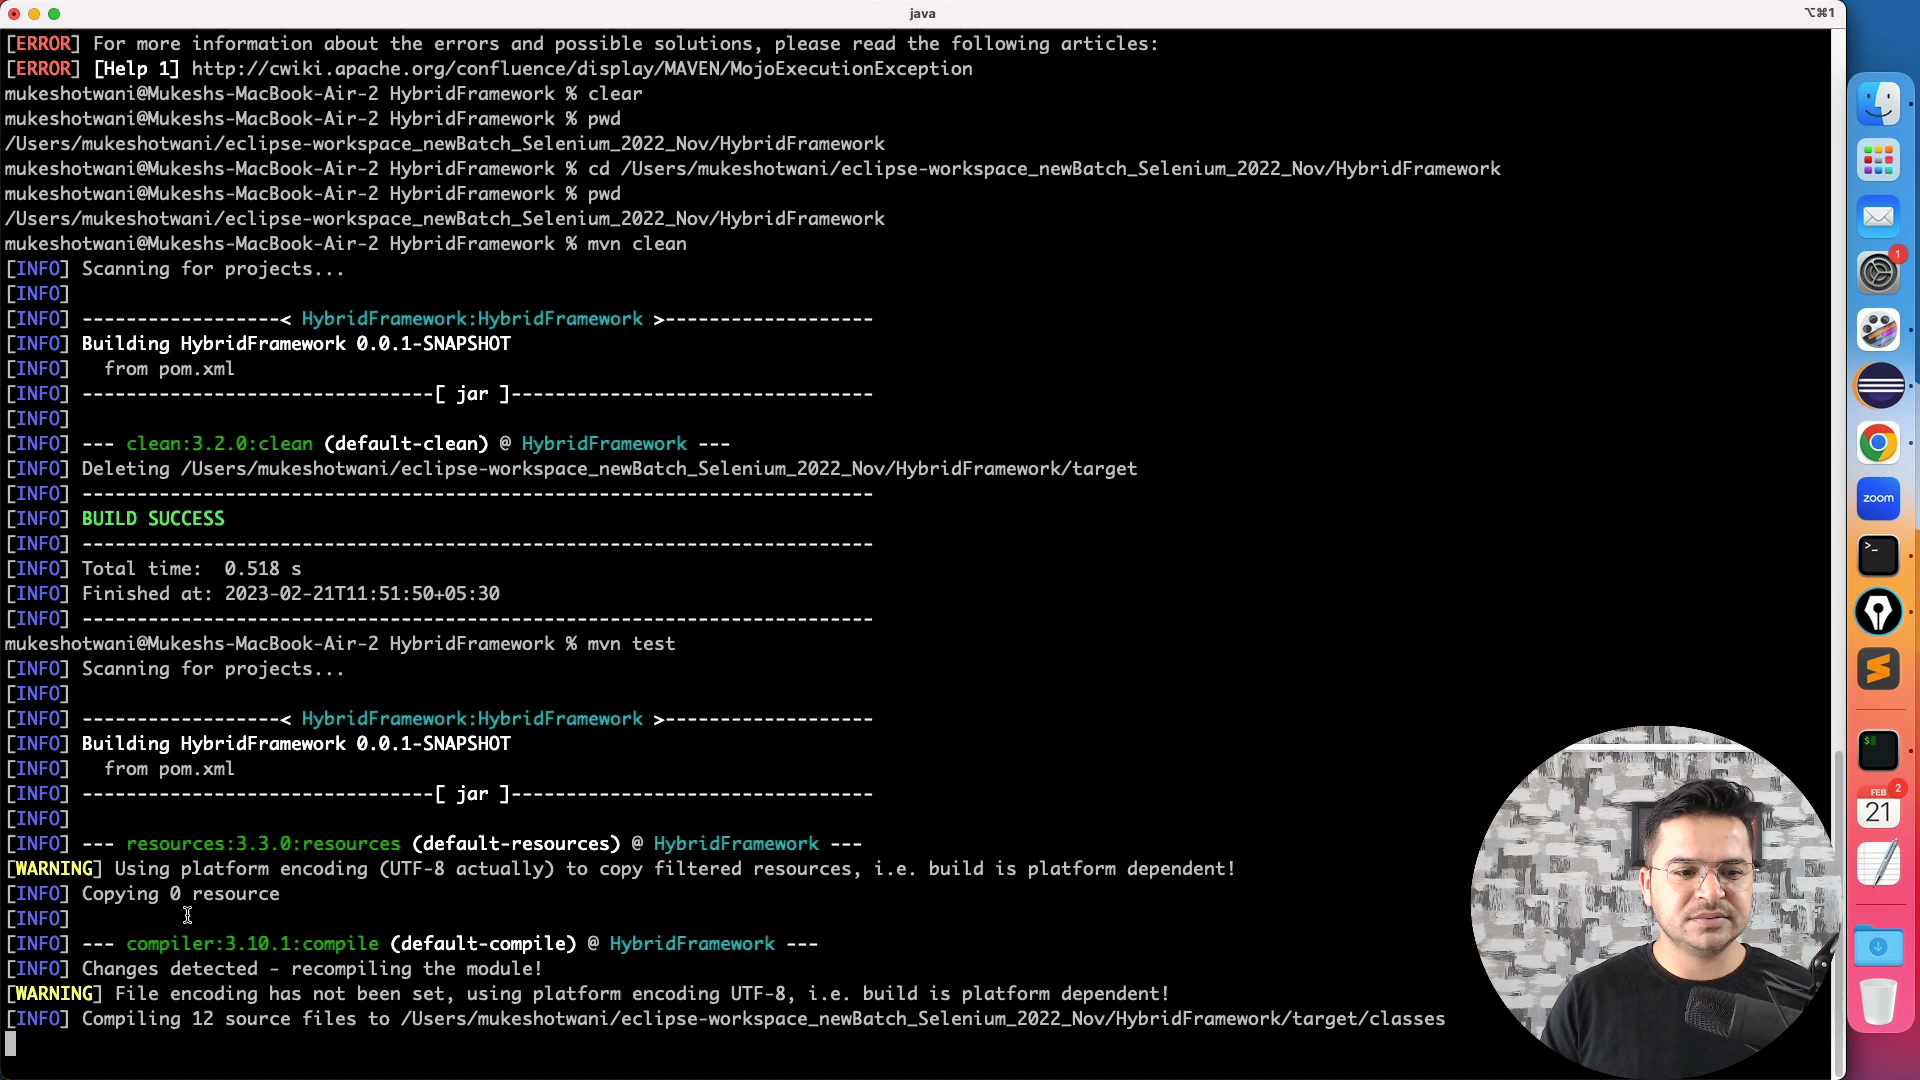 java
⌥⌘1
[ERROR] For more information about the errors and possible solutions, please read the following articles:
[ERROR] [Help 1] http://cwiki.apache.org/confluence/display/MAVEN/MojoExecutionException
mukeshotwani@Mukeshs-MacBook-Air-2 HybridFramework % clear
mukeshotwani@Mukeshs-MacBook-Air-2 HybridFramework % pwd
/Users/mukeshotwani/eclipse-workspace_newBatch_Selenium_2022_Nov/HybridFramework
mukeshotwani@Mukeshs-MacBook-Air-2 HybridFramework % cd /Users/mukeshotwani/eclipse-workspace_newBatch_Selenium_2022_Nov/HybridFramework
mukeshotwani@Mukeshs-MacBook-Air-2 HybridFramework % pwd
/Users/mukeshotwani/eclipse-workspace_newBatch_Selenium_2022_Nov/HybridFramework
mukeshotwani@Mukeshs-MacBook-Air-2 HybridFramework % mvn clean
[INFO] Scanning for projects...
[INFO]
[INFO] ------------------< HybridFramework:HybridFramework >-------------------
[INFO] Building HybridFramework 0.0.1-SNAPSHOT
[INFO]   from pom.xml
[INFO] --------------------------------[ jar ]---------------------------------
[INFO]
[INFO] --- clean:3.2.0:clean (default-clean) @ HybridFramework ---
[INFO] Deleting /Users/mukeshotwani/eclipse-workspace_newBatch_Selenium_2022_Nov/HybridFramework/target
[INFO] ------------------------------------------------------------------------
[INFO] BUILD SUCCESS
[INFO] ------------------------------------------------------------------------
[INFO] Total time:  0.518 s
[INFO] Finished at: 2023-02-21T11:51:50+05:30
[INFO] ------------------------------------------------------------------------
mukeshotwani@Mukeshs-MacBook-Air-2 HybridFramework % mvn test
[INFO] Scanning for projects...
[INFO]
[INFO] ------------------< HybridFramework:HybridFramework >-------------------
[INFO] Building HybridFramework 0.0.1-SNAPSHOT
[INFO]   from pom.xml
[INFO] --------------------------------[ jar ]---------------------------------
[INFO]
[INFO] --- resources:3.3.0:resources (default-resources) @ HybridFramework ---
[WARNING] Using platform encoding (UTF-8 actually) to copy filtered resources, i.e. build is platform dependent!
[INFO] Copying 0 resource
[INFO]
[INFO] --- compiler:3.10.1:compile (default-compile) @ HybridFramework ---
[INFO] Changes detected - recompiling the module!
[WARNING] File encoding has not been set, using platform encoding UTF-8, i.e. build is platform dependent!
[INFO] Compiling 12 source files to /Users/mukeshotwani/eclipse-workspace_newBatch_Selenium_2022_Nov/HybridFramework/target/classes
1
zoom
>_
$
FEB
2
21